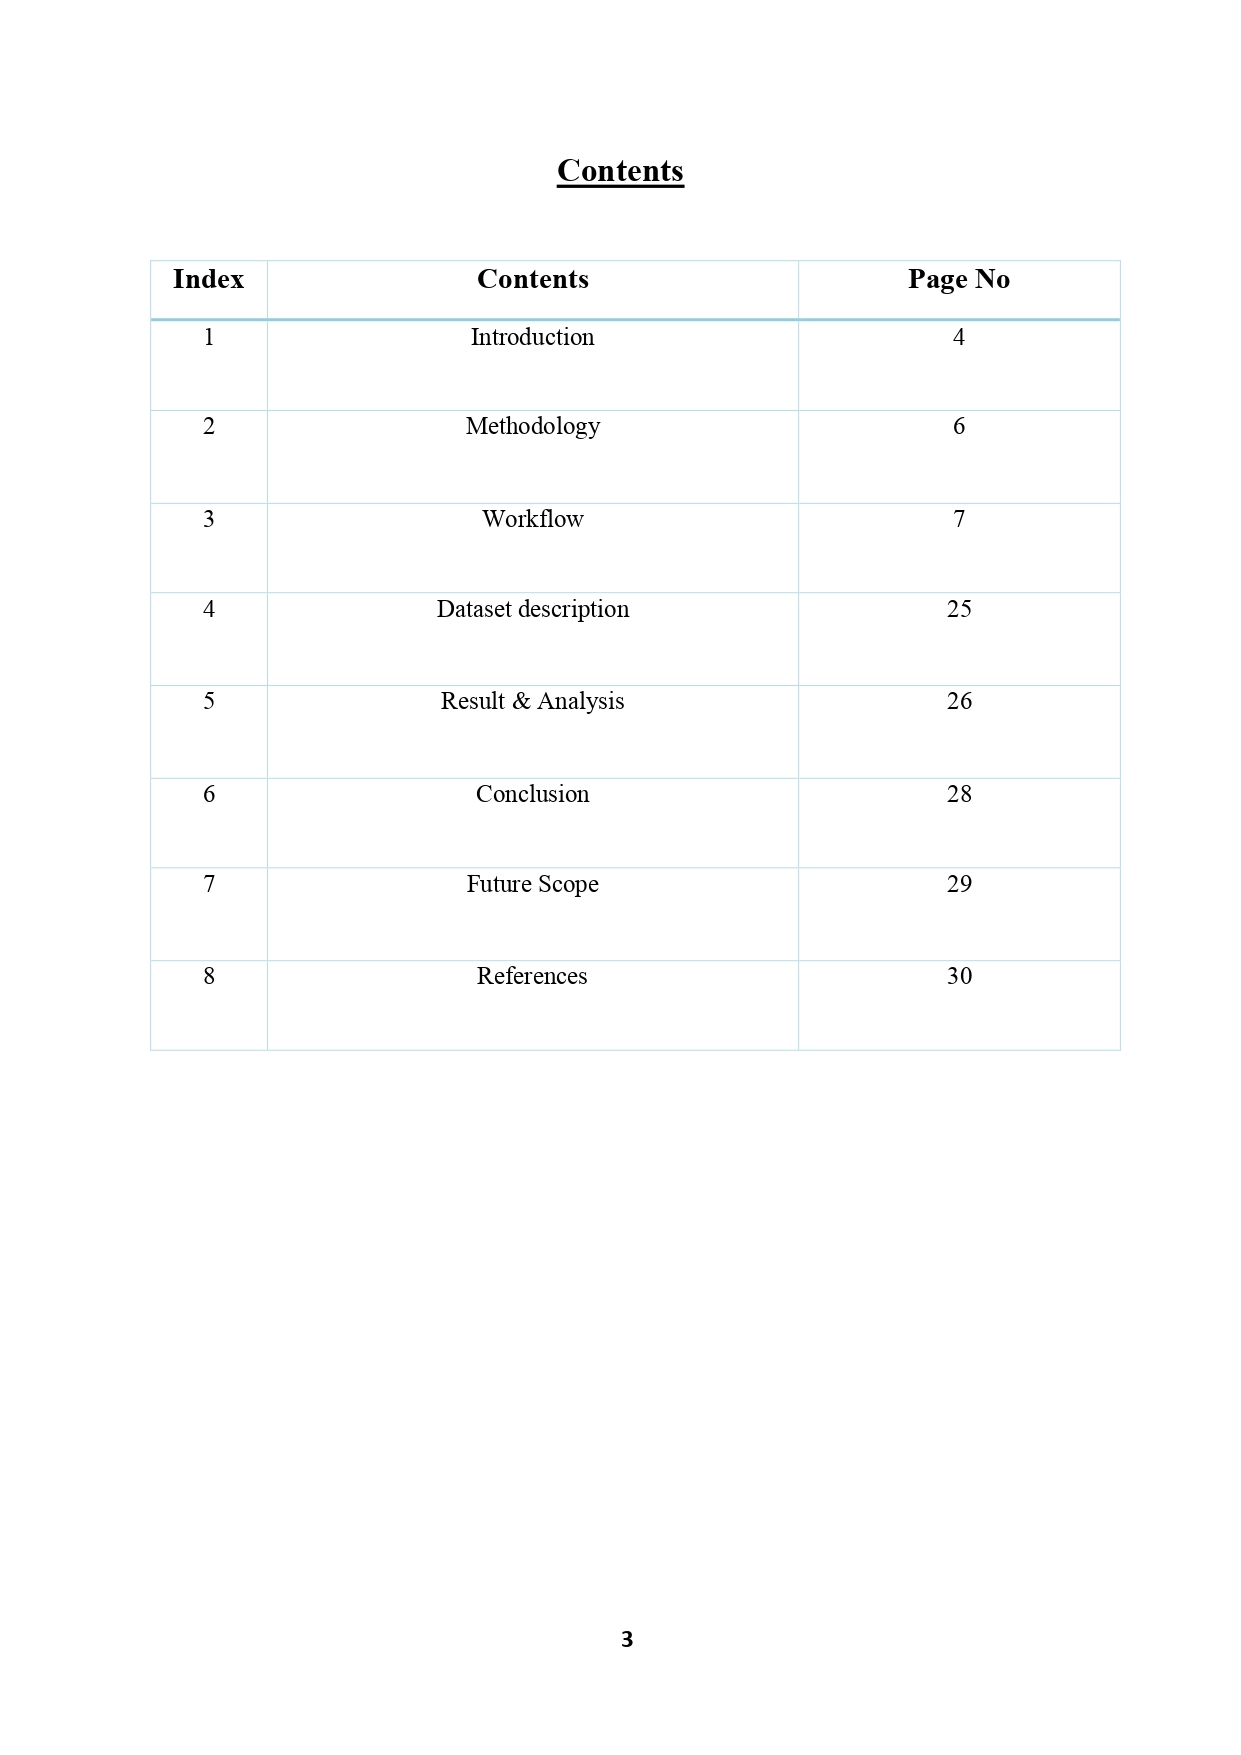 Contents
Index Contents Page No
1 Introduction 4
2 Methodology 6
3 Workflow 7
4 Dataset description 25
5 Result & Analysis 26
6 Conclusion 28
7 Future Scope 29
8 References 30
3